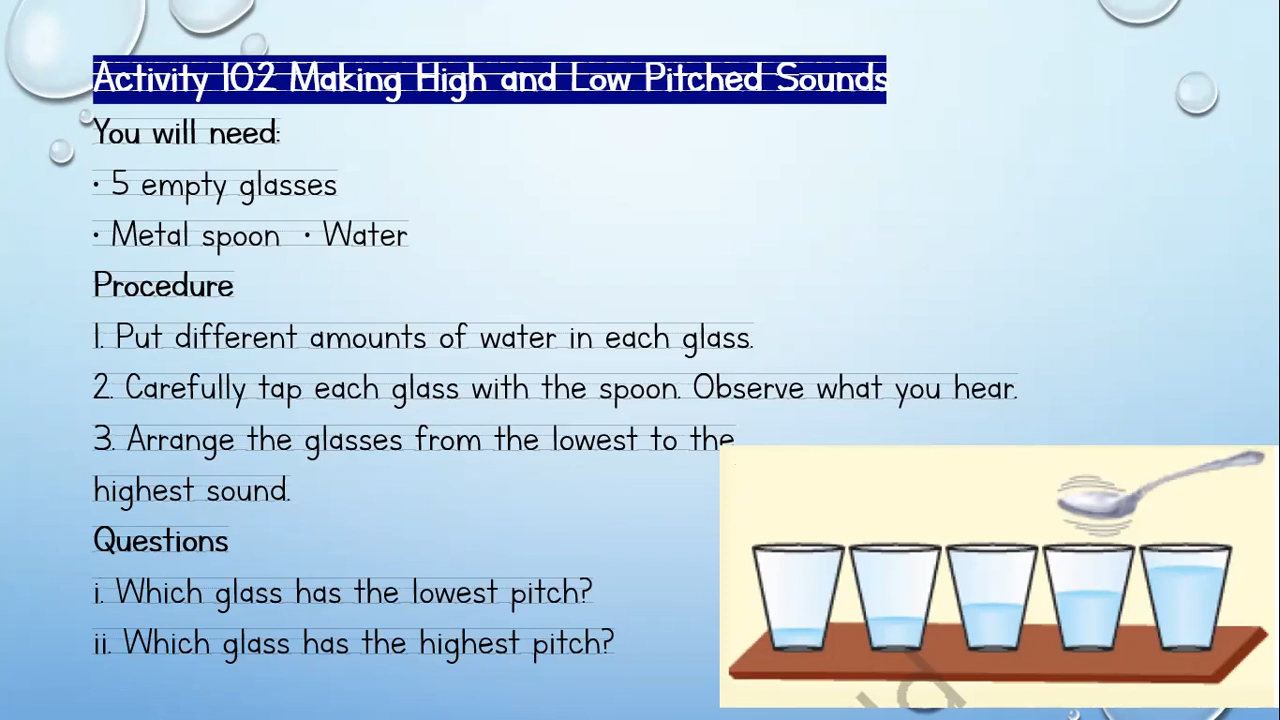 Activity 102 Making High and Low Pitched Sounds
You will need:
• 5 empty glasses
• Metal spoon • Water
Procedure
1. Put different amounts of water in each glass.
2. Carefully tap each glass with the spoon. Observe what you hear.
3. Arrange the glasses from the lowest to the
highest sound.
Questions
i. Which glass has the lowest pitch?
ii. Which glass has the highest pitch?